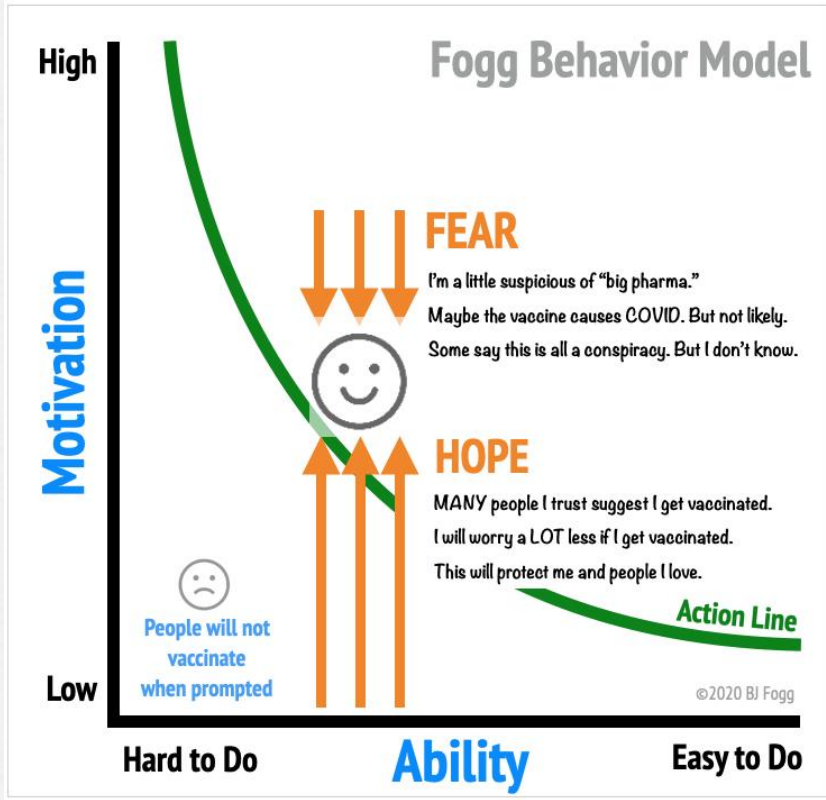 Fogg Behavior Model
High
Motivation
Low
FEAR
I'm a little suspicious of “big pharma.”
Maybe the vaccine causes COVID. But not likely.
Some say this is all a conspiracy. But I don't know.
HOPE
MANY people I trust suggest I get vaccinated.
I will worry a LOT less if I get vaccinated.
This will protect me and people I love.
People will not
vaccinate
when prompted
Action Line
©2020 BJ Fogg
Hard to Do
Ability
Easy to Do